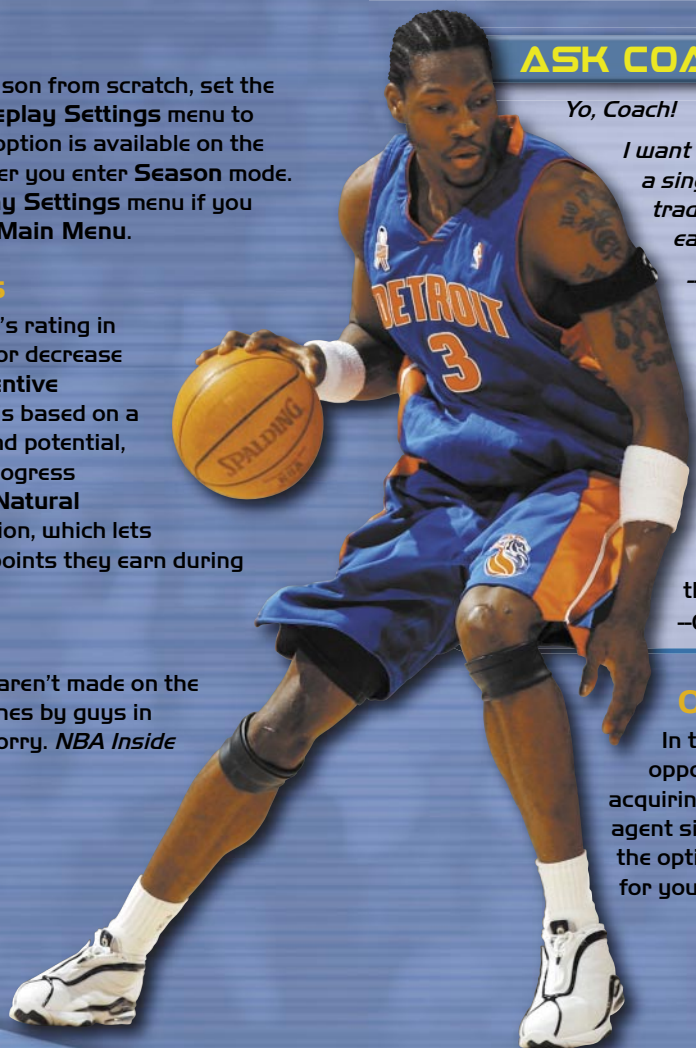 son from scratch, set the
eplay Settings menu to
option is available on the
er you enter Season mode.
y Settings menu if you
Main Menu.
s
's rating in
or decrease
entive
s based on a
nd potential,
ogress
Natural
ion, which lets
points they earn during
aren't made on the
nes by guys in
orry. NBA Inside
DETROIT
3
SPALDING
ASK COA
Yo, Coach!
I want
a sing
trad
ea
–
th
–C
C
In t
oppo
acquirin
agent si
the opti
for you